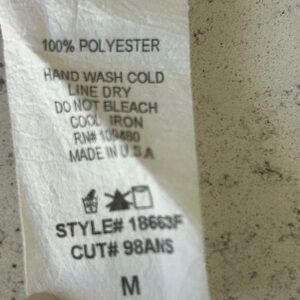 100% POLYESTER
HAND WASH COLD
LINE DRY
DO NOT BLEACH
COOL IRON
RN# 109480
MADE IN U.S.A
STYLE# 18663F
CUT# 98ANS
M